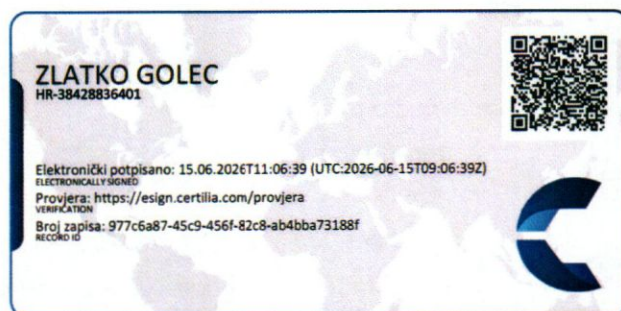 ZLATKO GOLEC
HR-38428836401
Elektronički potpisano: 15.06.2026T11:06:39 (UTC:2026-06-15T09:06:39Z)
ELECTRONICALLY SIGNED
Provjera: https://esign.certilia.com/provjera
VERIFICATION
Broj zapisa: 977c6a87-45c9-456f-82c8-ab4bba73188f
RECORD ID